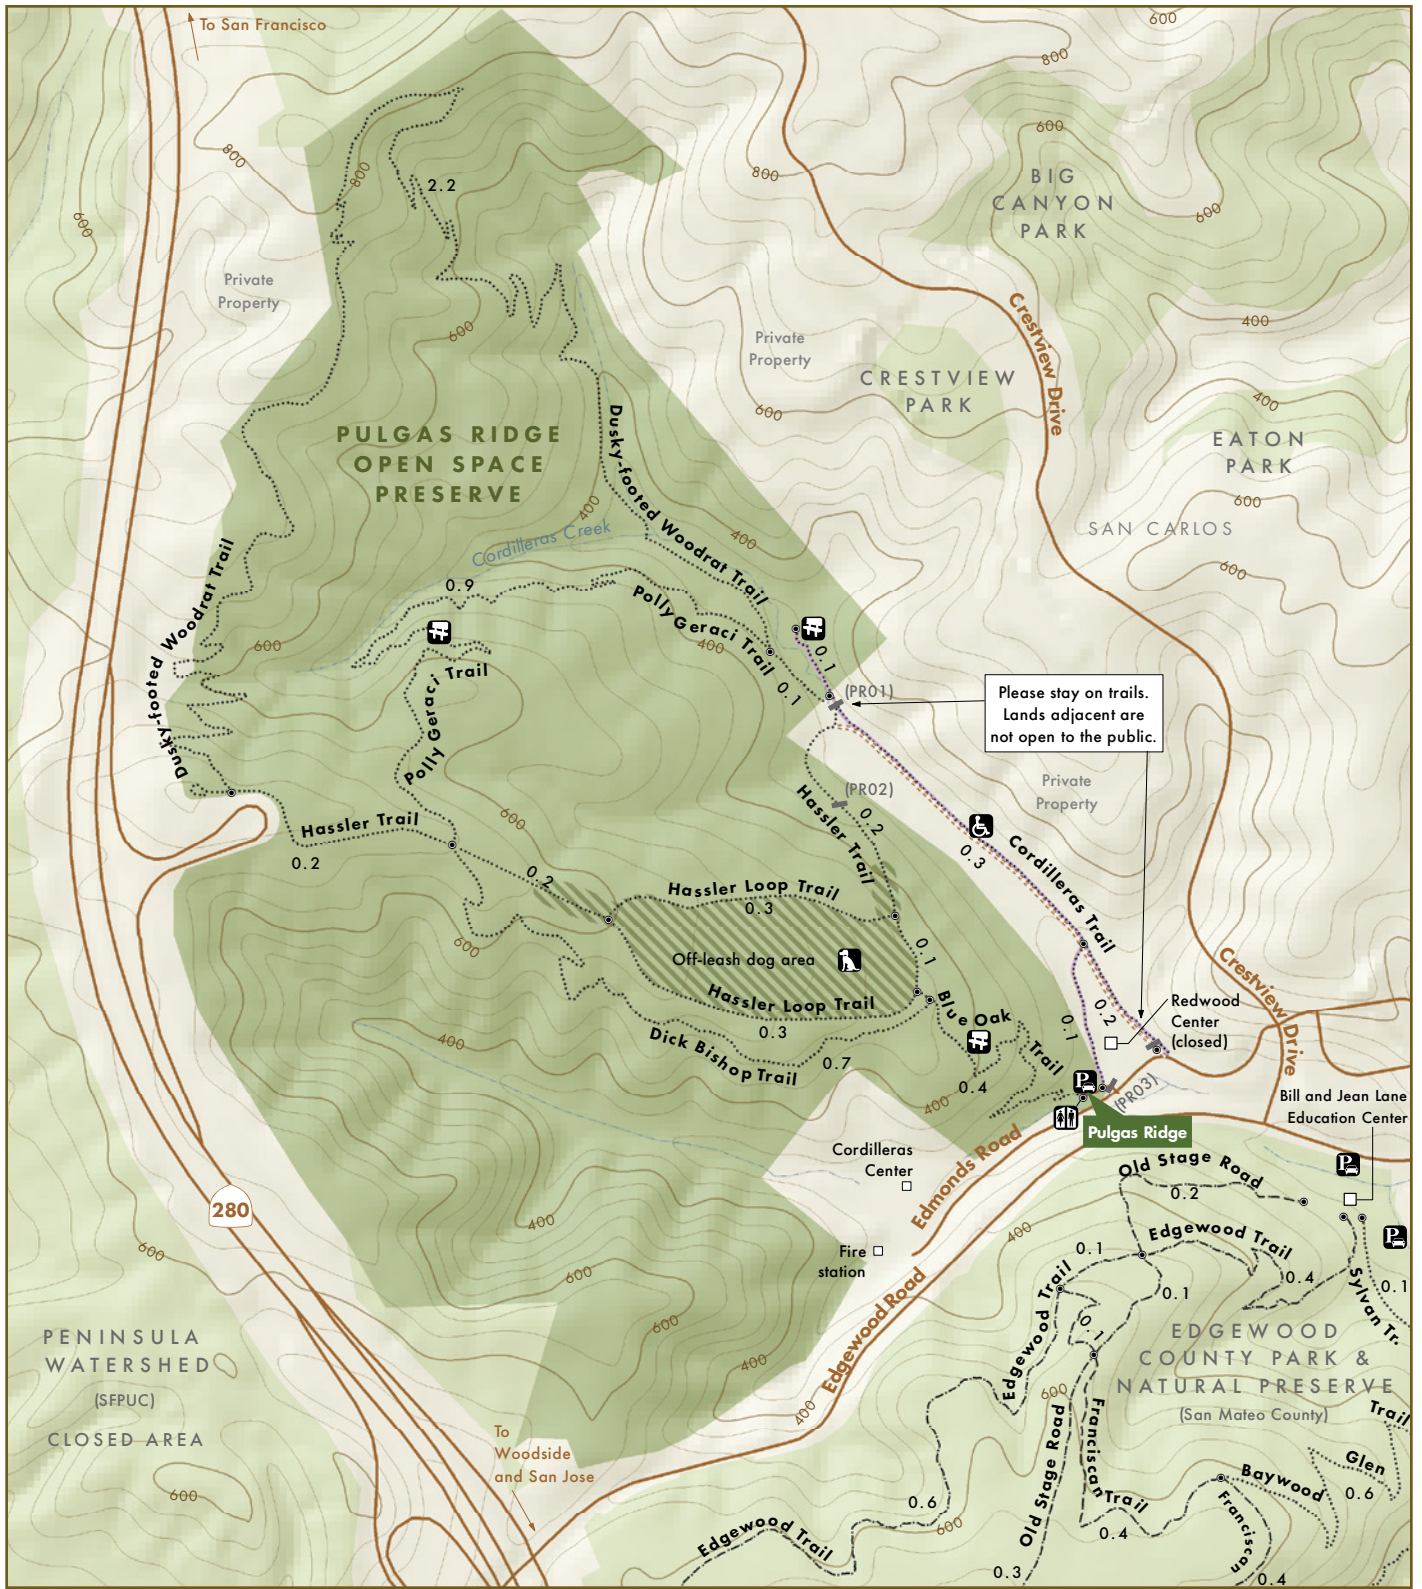 To San Francisco
600
800
600
800
800
2.2
800
600
600
BIG
CANYON
PARK
Private
Property
Private
Property
Crestview Drive
400
600
CRESTVIEW
PARK
600
400
EATON
PARK
PULGAS RIDGE
OPEN SPACE
PRESERVE
Dusky-footed Woodrat Trail
400
Cordilleras Creek
400
600
SAN CARLOS
600
0.9
Polly Geraci Trail
400
0.1
0.1
(PR01)
Dusky-footed Woodrat Trail
600
Polly Geraci Trail
Please stay on trails.
Lands adjacent are
not open to the public.
Private
Property
(PR02)
Hassler Trail
0.2
Hassler Trail
0.2
600
0.2
0.3
Cordilleras Trail
Hassler Loop Trail
0.3
Off-leash dog area
0.1
600
Hassler Loop Trail
0.3
Blue Oak
Trail
0.4
Dick Bishop Trail
0.7
400
400
0.1
0.2
Redwood
Center
(closed)
Crestview Drive
P
(PR03)
Pulgas Ridge
Bill and Jean Lane
Education Center
P
P
Cordilleras
Center
Edmonds Road
Fire
station
Edgewood Road
280
600
400
600
600
400
400
400
Old Stage Road
0.2
Edgewood Trail
0.1
0.4
0.1
Sylvan Tr.
0.1
Edgewood Trail
0.1
600
EDGEWOOD
COUNTY PARK &
NATURAL PRESERVE
(San Mateo County)
PENINSULA
WATERSHED
(SFPUC)
CLOSED AREA
600
To
Woodside
and San Jose
Trail
Glen
0.6
Baywood
Franciscan Trail
0.4
Old Stage Road
0.3
Franciscan
0.4
0.6
600
Edgewood Trail